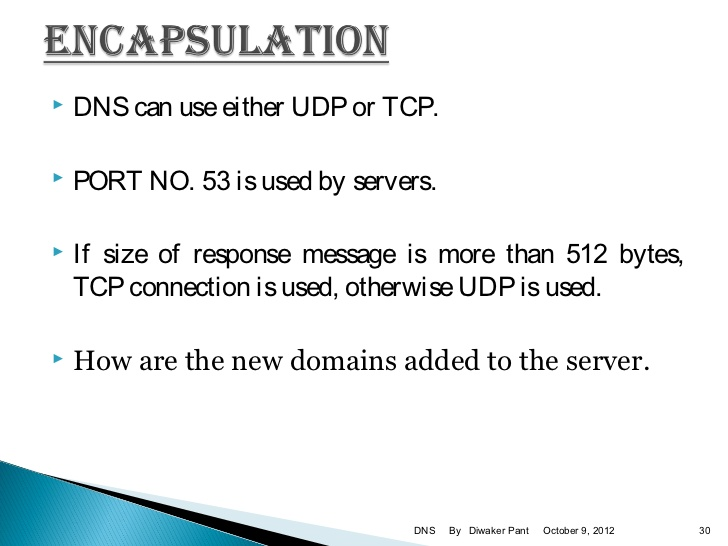 ENCAPSULATION
DNS can use either UDP or TCP.
PORT NO. 53 is used by servers.
If size of response message is more than 512 bytes,
TCP connection is used, otherwise UDP is used.
How are the new domains added to the server.
DNS By Diwaker Pant October 9, 2012 30